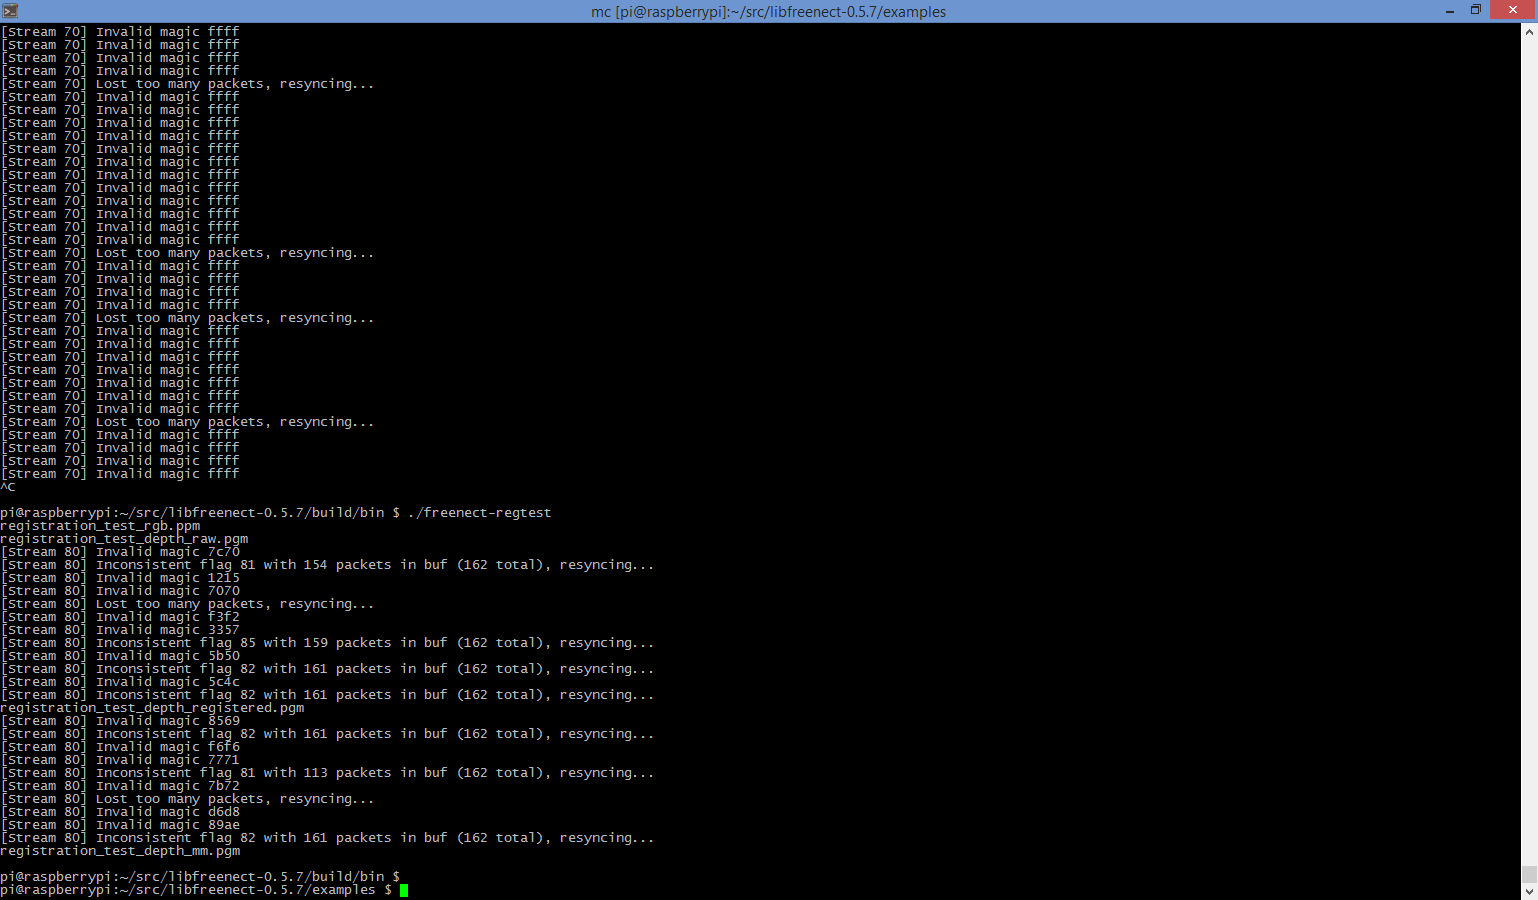 mc [pi@raspberrypi]:~/src/libfreenect-0.5.7/examples
[Stream 70] Invalid magic ffff
[Stream 70] Invalid magic ffff
[Stream 70] Invalid magic ffff
[Stream 70] Invalid magic ffff
[Stream 70] Lost too many packets, resyncing...
[Stream 70] Invalid magic ffff
[Stream 70] Invalid magic ffff
[Stream 70] Invalid magic ffff
[Stream 70] Invalid magic ffff
[Stream 70] Invalid magic ffff
[Stream 70] Invalid magic ffff
[Stream 70] Invalid magic ffff
[Stream 70] Invalid magic ffff
[Stream 70] Invalid magic ffff
[Stream 70] Invalid magic ffff
[Stream 70] Invalid magic ffff
[Stream 70] Invalid magic ffff
[Stream 70] Lost too many packets, resyncing...
[Stream 70] Invalid magic ffff
[Stream 70] Invalid magic ffff
[Stream 70] Invalid magic ffff
[Stream 70] Invalid magic ffff
[Stream 70] Lost too many packets, resyncing...
[Stream 70] Invalid magic ffff
[Stream 70] Invalid magic ffff
[Stream 70] Invalid magic ffff
[Stream 70] Invalid magic ffff
[Stream 70] Invalid magic ffff
[Stream 70] Invalid magic ffff
[Stream 70] Invalid magic ffff
[Stream 70] Lost too many packets, resyncing...
[Stream 70] Invalid magic ffff
[Stream 70] Invalid magic ffff
[Stream 70] Invalid magic ffff
[Stream 70] Invalid magic ffff
^C
pi@raspberrypi:~/src/libfreenect-0.5.7/build/bin $ ./freenect-regtest
registration_test_rgb.ppm
registration_test_depth_raw.pgm
[Stream 80] Invalid magic 7c70
[Stream 80] Inconsistent flag 81 with 154 packets in buf (162 total), resyncing...
[Stream 80] Invalid magic 1215
[Stream 80] Invalid magic 7070
[Stream 80] Lost too many packets, resyncing...
[Stream 80] Invalid magic f3f2
[Stream 80] Invalid magic 3357
[Stream 80] Inconsistent flag 85 with 159 packets in buf (162 total), resyncing...
[Stream 80] Invalid magic 5b50
[Stream 80] Inconsistent flag 82 with 161 packets in buf (162 total), resyncing...
[Stream 80] Invalid magic 5c4c
[Stream 80] Inconsistent flag 82 with 161 packets in buf (162 total), resyncing...
registration_test_depth_registered.pgm
[Stream 80] Invalid magic 8569
[Stream 80] Inconsistent flag 82 with 161 packets in buf (162 total), resyncing...
[Stream 80] Invalid magic f6f6
[Stream 80] Invalid magic 7771
[Stream 80] Inconsistent flag 81 with 113 packets in buf (162 total), resyncing...
[Stream 80] Invalid magic 7b72
[Stream 80] Lost too many packets, resyncing...
[Stream 80] Invalid magic d6d8
[Stream 80] Invalid magic 89ae
[Stream 80] Inconsistent flag 82 with 161 packets in buf (162 total), resyncing...
registration_test_depth_mm.pgm
pi@raspberrypi:~/src/libfreenect-0.5.7/build/bin $
pi@raspberrypi:~/src/libfreenect-0.5.7/examples $